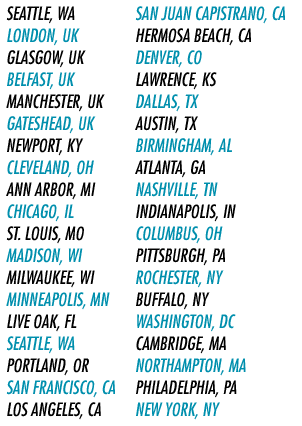 SEATTLE, WA
LONDON, UK
GLASGOW, UK
BELFAST, UK
MANCHESTER, UK
GATESHEAD, UK
NEWPORT, KY
CLEVELAND, OH
ANN ARBOR, MI
CHICAGO, IL
ST. LOUIS, MO
MADISON, WI
MILWAUKEE, WI
MINNEAPOLIS, MN
LIVE OAK, FL
SEATTLE, WA
PORTLAND, OR
SAN FRANCISCO, CA
LOS ANGELES, CA
SAN JUAN CAPISTRANO, CA
HERMOSA BEACH, CA
DENVER, CO
LAWRENCE, KS
DALLAS, TX
AUSTIN, TX
BIRMINGHAM, AL
ATLANTA, GA
NASHVILLE, TN
INDIANAPOLIS, IN
COLUMBUS, OH
PITTSBURGH, PA
ROCHESTER, NY
BUFFALO, NY
WASHINGTON, DC
CAMBRIDGE, MA
NORTHAMPTON, MA
PHILADELPHIA, PA
NEW YORK, NY